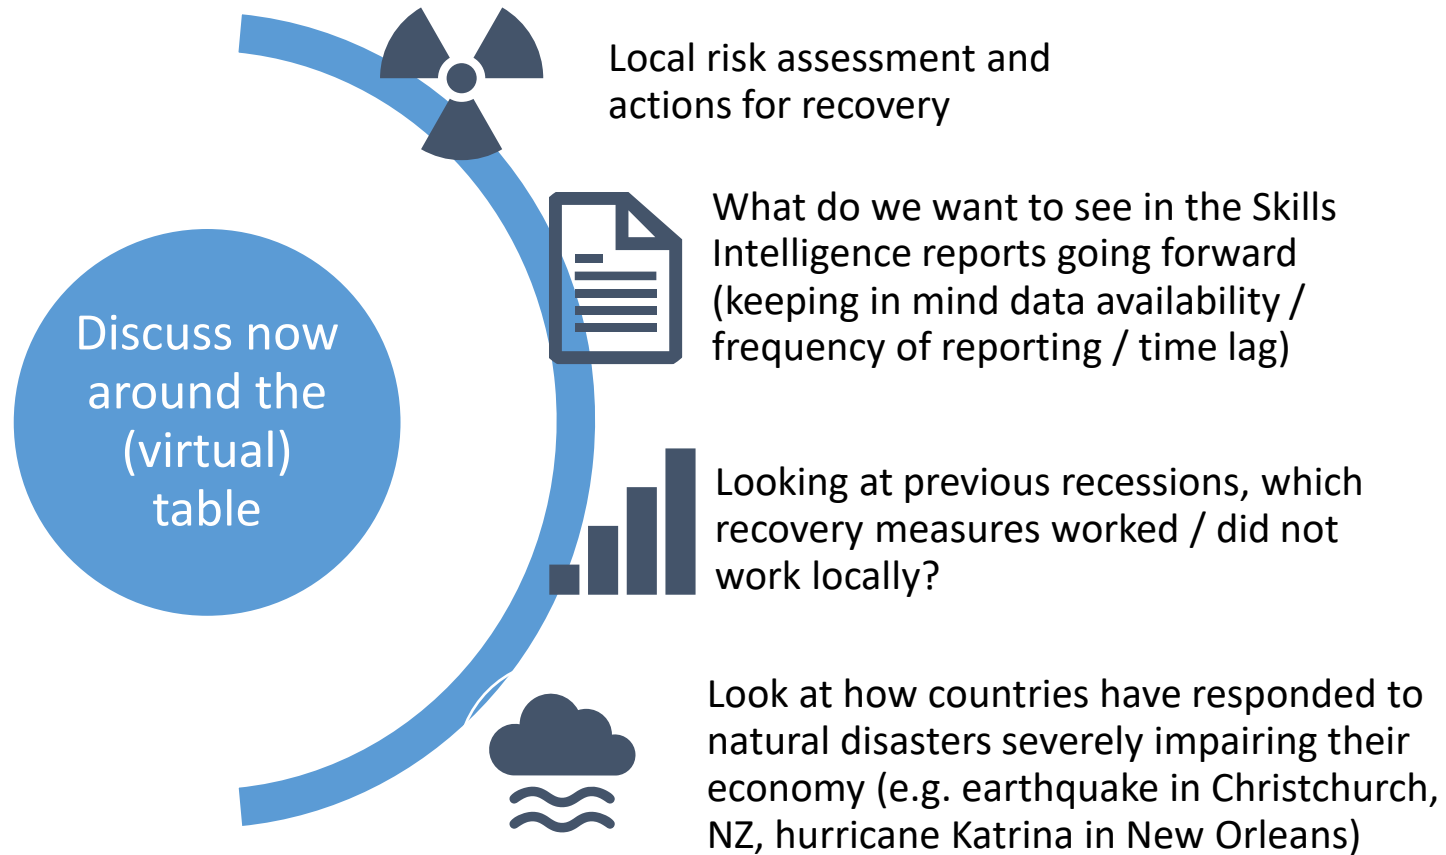 Discuss now
around the
(virtual)
table
Local risk assessment and
actions for recovery
What do we want to see in the Skills
Intelligence reports going forward
(keeping in mind data availability /
frequency of reporting / time lag)
Looking at previous recessions, which
recovery measures worked / did not
work locally?
Look at how countries have responded to
natural disasters severely impairing their
economy (e.g. earthquake in Christchurch,
NZ, hurricane Katrina in New Orleans)